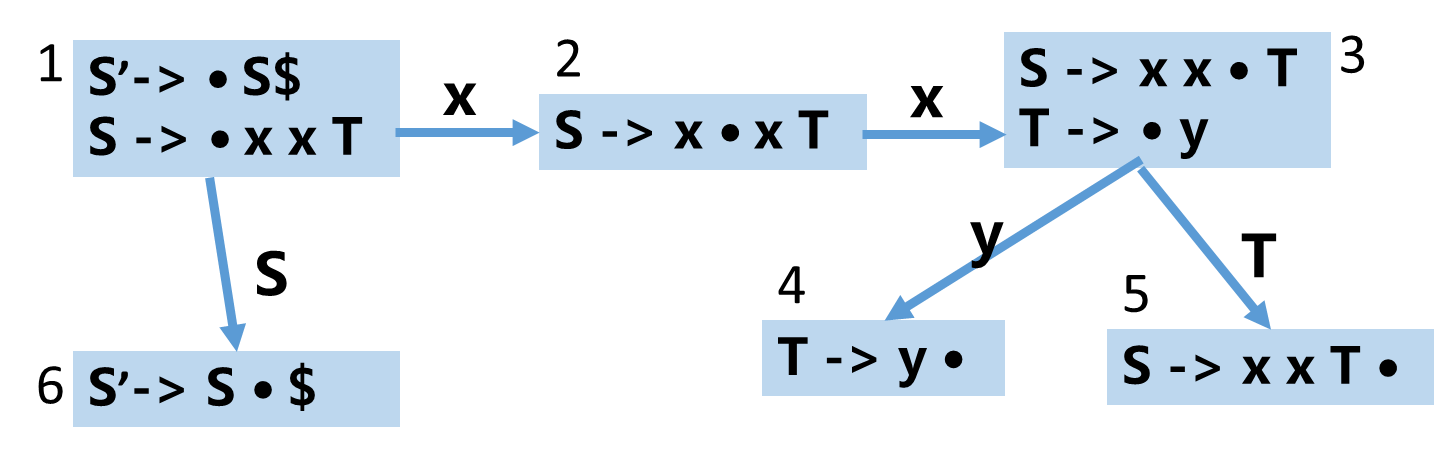 1
S’-> • S$
S -> • x x T
x
2
S -> x • x T
x
3
S -> x x • T
T -> • y
S
y
T
4
T -> y •
5
S -> x x T •
6
S’-> S • $